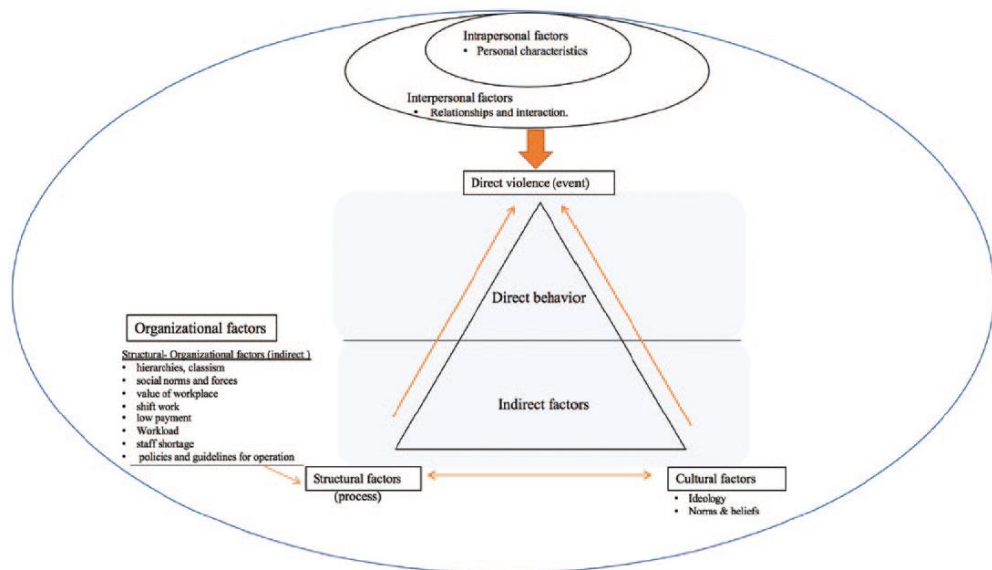 Intrapersonal factors
• Personal characteristics
Interpersonal factors
• Relationships and interaction.
Direct violence (event)
Direct behavior
Organizational factors
Structural- Organizational factors (indirect )
• hierarchies, classism
• social norms and forces
• value of workplace
• shift work
• low payment
• Workload
• staff shortage
• policies and guidelines for operation
Indirect factors
Structural factors
(process)
Cultural factors
• Ideology
• Norms & beliefs